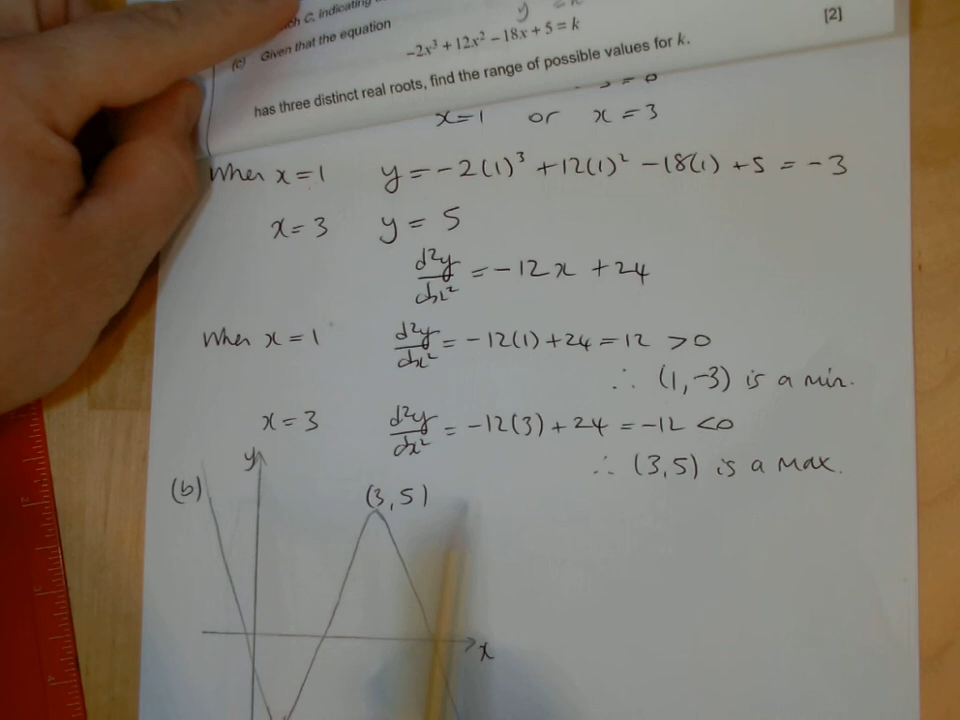 ch C, indicating
(c) Given that the equation
-2x³ + 12x² - 18x + 5 = k
[2]
has three distinct real roots, find the range of possible values for k.
= 0
x = 1 or x = 3
When x = 1 y = -2(1)³ + 12(1)² - 18(1) + 5 = -3
x = 3 y = 5
d²y/dx² = -12x + 24
When x = 1 d²y/dx² = -12(1) + 24 = 12 > 0
∴ (1, -3) is a min.
x = 3 d²y/dx² = -12(3) + 24 = -12 < 0
∴ (3, 5) is a max.
y
(b) (3, 5)
x